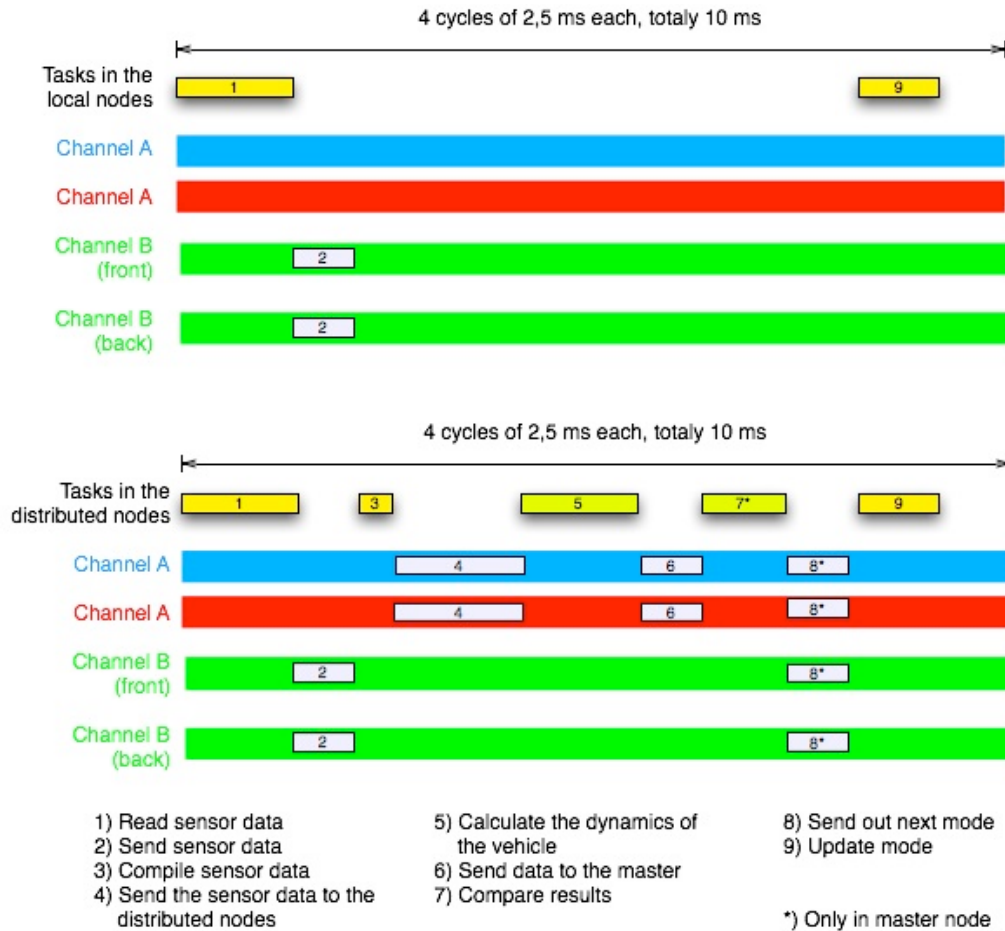 4 cycles of 2,5 ms each, totaly 10 ms
Tasks in the
local nodes
1
9
Channel A
Channel A
Channel B
(front)
2
Channel B
(back)
2
4 cycles of 2,5 ms each, totaly 10 ms
Tasks in the
distributed nodes
1
3
5
7*
9
Channel A
4
6
8*
Channel A
4
6
8*
Channel B
(front)
2
8*
Channel B
(back)
2
8*
1) Read sensor data
2) Send sensor data
3) Compile sensor data
4) Send the sensor data to the
distributed nodes
5) Calculate the dynamics of
the vehicle
6) Send data to the master
7) Compare results
8) Send out next mode
9) Update mode
*) Only in master node